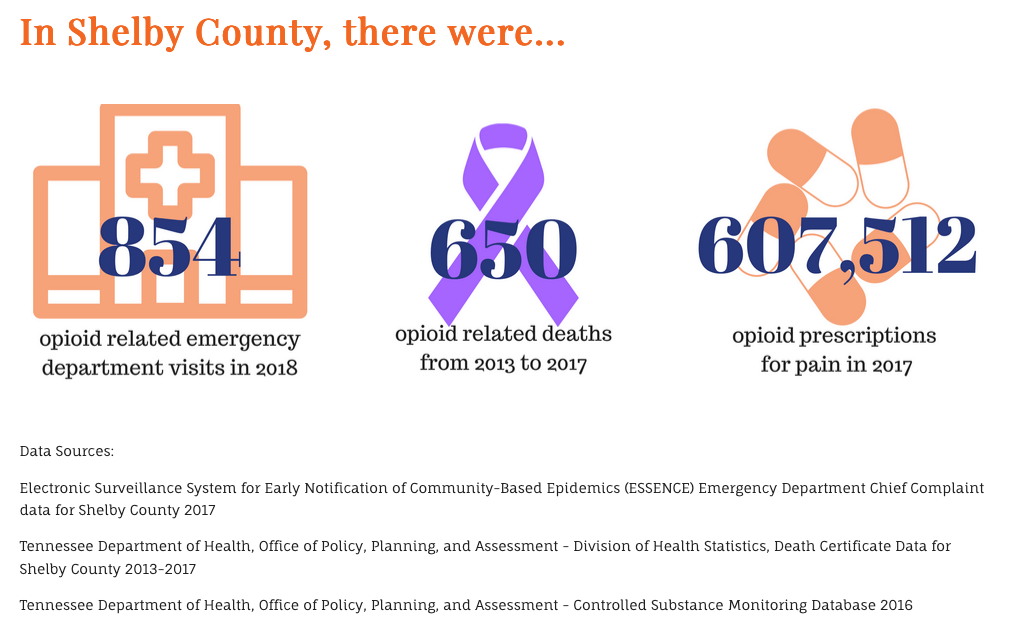 In Shelby County, there were...
854
opioid related emergency
department visits in 2018
650
opioid related deaths
from 2013 to 2017
607,512
opioid prescriptions
for pain in 2017
Data Sources:
Electronic Surveillance System for Early Notification of Community-Based Epidemics (ESSENCE) Emergency Department Chief Complaint
data for Shelby County 2017
Tennessee Department of Health, Office of Policy, Planning, and Assessment - Division of Health Statistics, Death Certificate Data for
Shelby County 2013-2017
Tennessee Department of Health, Office of Policy, Planning, and Assessment - Controlled Substance Monitoring Database 2016